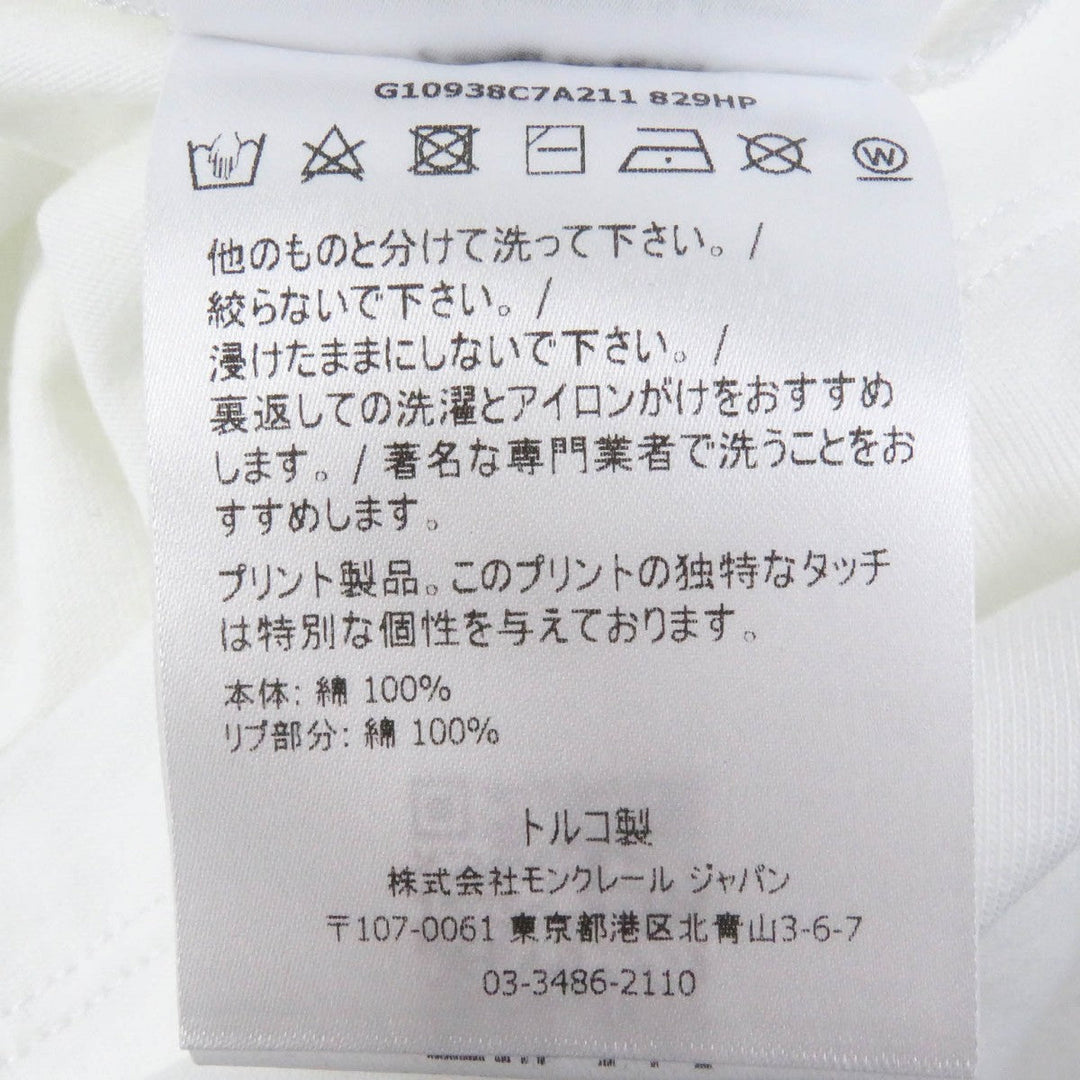 G10938C7A211 829HP
W
他のものと分けて洗って下さい。/
絞らないで下さい。/
浸けたままにしないで下さい。/
裏返しての洗濯とアイロンがけをおすすめ
します。/ 著名な専門業者で洗うことをお
すすめします。
プリント製品。このプリントの独特なタッチ
は特別な個性を与えております。
本体: 綿 100%
リブ部分: 綿 100%
トルコ製
株式会社モンクレール ジャパン
〒107-0061 東京都港区北青山3-6-7
03-3486-2110